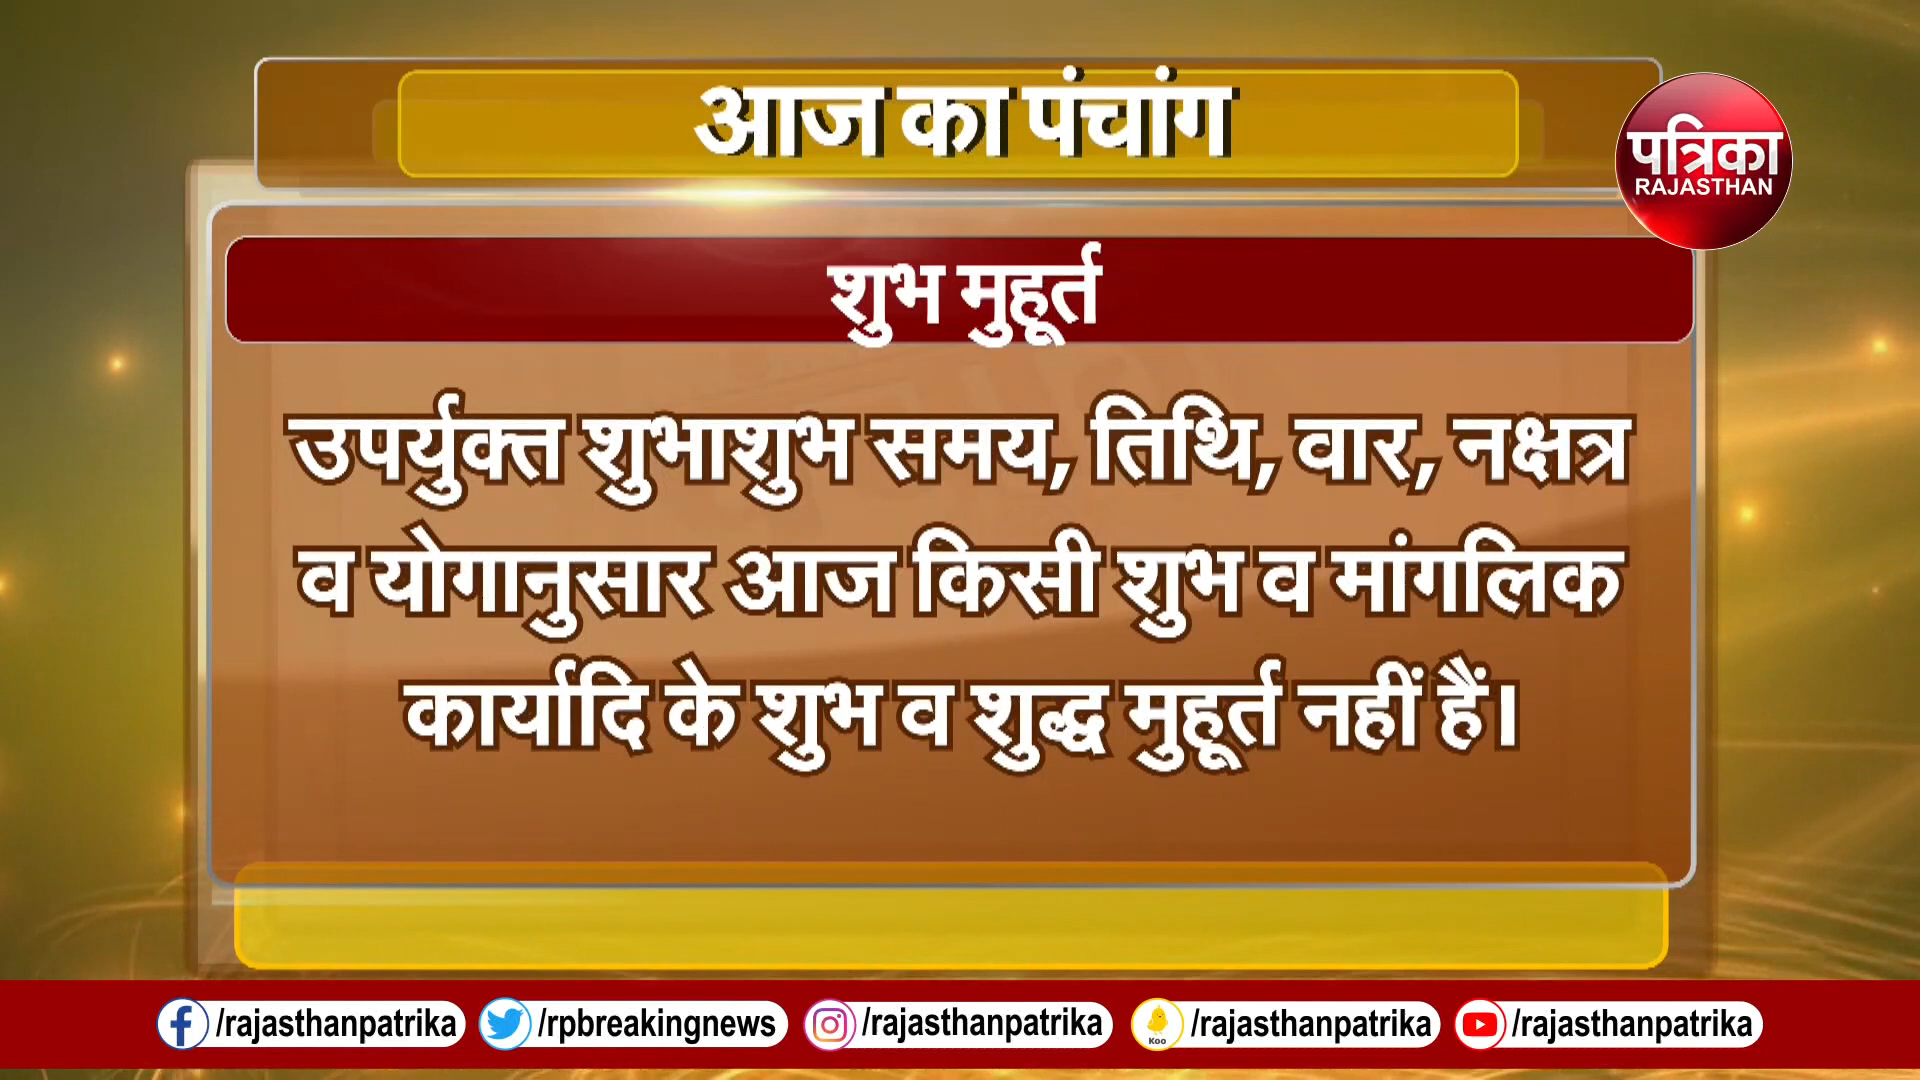 आज का पंचांग
पत्रिका
RAJASTHAN
शुभ मुहूर्त
उपर्युक्त शुभाशुभ समय, तिथि, वार, नक्षत्र
व योगानुसार आज किसी शुभ व मांगलिक
कार्यादि के शुभ व शुद्ध मुहूर्त नहीं हैं।
/rajasthanpatrika /rpbreakingnews /rajasthanpatrika Koo /rajasthanpatrika /rajasthanpatrika